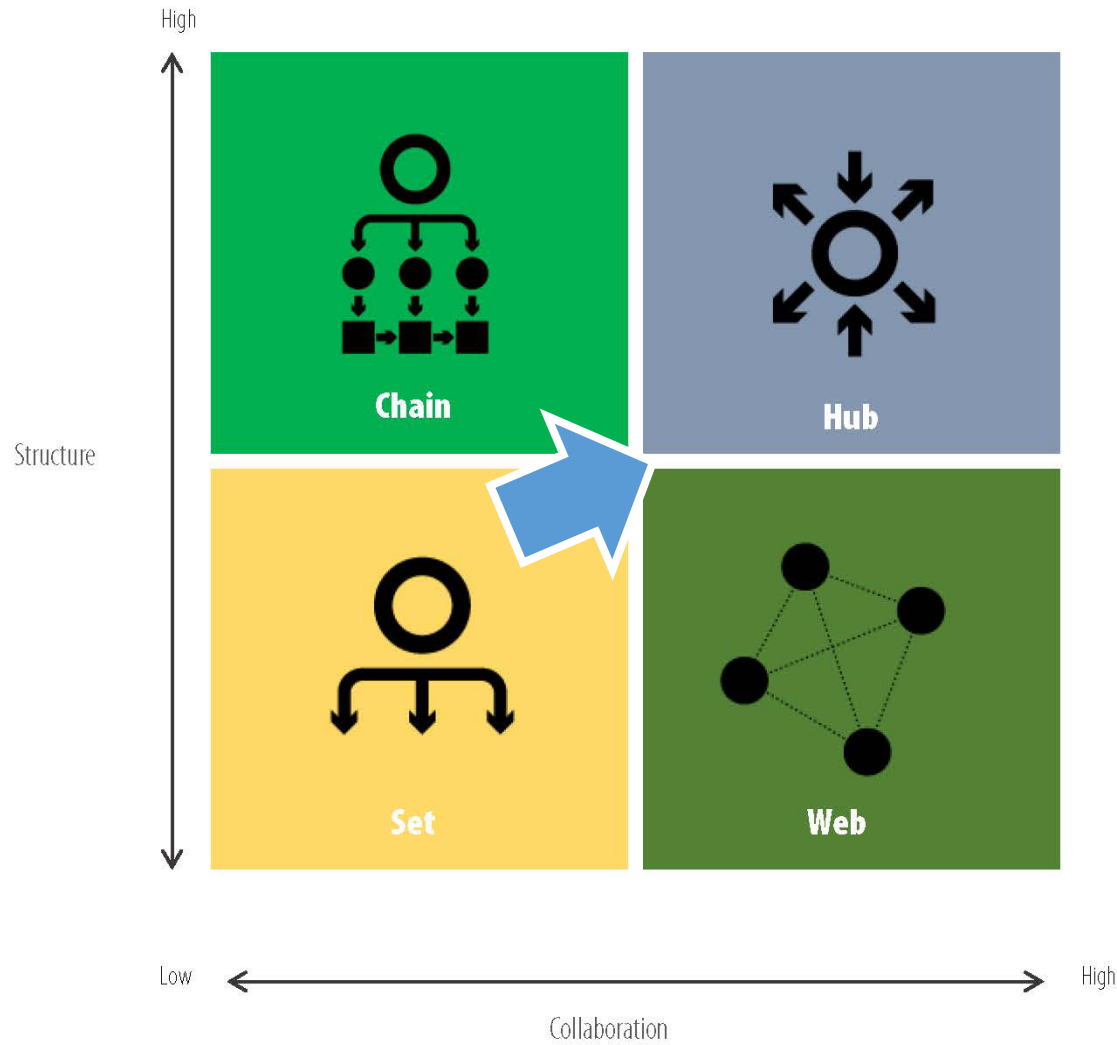 High
Chain
Hub
Structure
Set
Web
Low
High
Collaboration